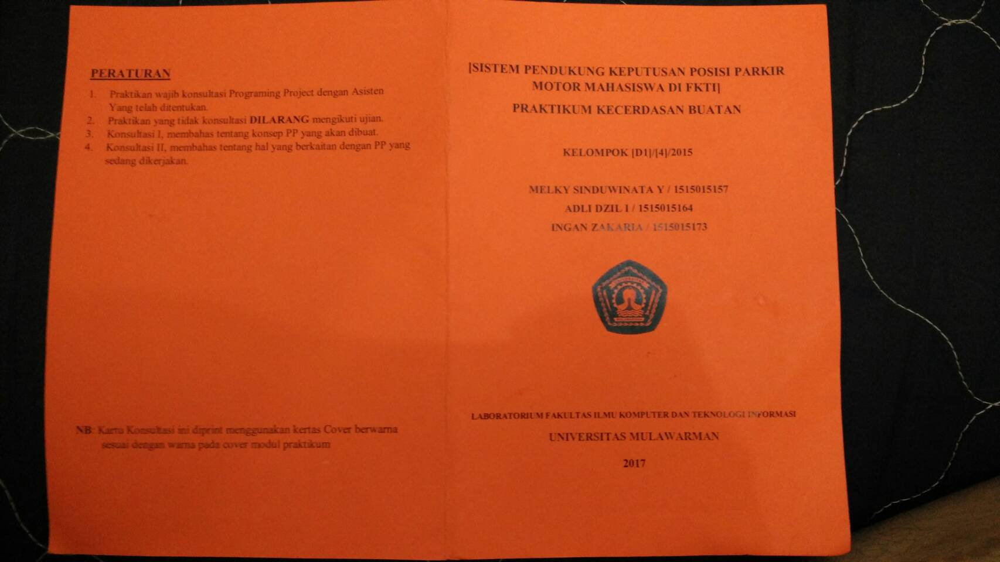 PERATURAN
1. Praktikan wajib konsultasi Programing Project dengan Asisten
Yang telah ditentukan.
2. Praktikan yang tidak konsultasi DILARANG mengikuti ujian.
3. Konsultasi I, membahas tentang konsep PP yang akan dibuat.
4. Konsultasi II, membahas tentang hal yang berkaitan dengan PP yang
sedang dikerjakan.
NB: Kartu Konsultasi ini diprint menggunakan kertas Cover berwarna
sesuai dengan warna pada cover modul praktikum
[SISTEM PENDUKUNG KEPUTUSAN POSISI PARKIR
MOTOR MAHASISWA DI FKTI]
PRAKTIKUM KECERDASAN BUATAN
KELOMPOK [D1]/[4]/2015
MELKY SINDUWINATA Y / 1515015157
ADLI DZIL I / 1515015164
INGAN ZAKARIA / 1515015173
LABORATORIUM FAKULTAS ILMU KOMPUTER DAN TEKNOLOGI INFORMASI
UNIVERSITAS MULAWARMAN
2017